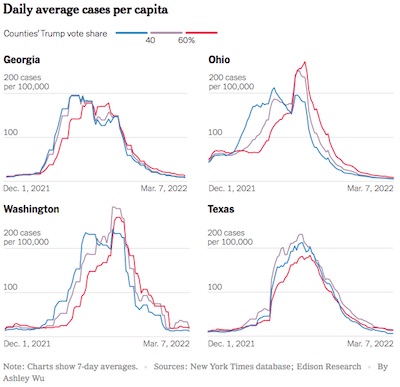 Daily average cases per capita
Counties' Trump vote share 40 60%
Georgia
200 cases
per 100,000
100
Dec. 1, 2021 Mar. 7, 2022
Ohio
200 cases
per 100,000
100
Dec. 1, 2021 Mar. 7, 2022
Washington
200 cases
per 100,000
100
Dec. 1, 2021 Mar. 7, 2022
Texas
200 cases
per 100,000
100
Dec. 1, 2021 Mar. 7, 2022
Note: Charts show 7-day averages. · Sources: New York Times database; Edison Research · By
Ashley Wu